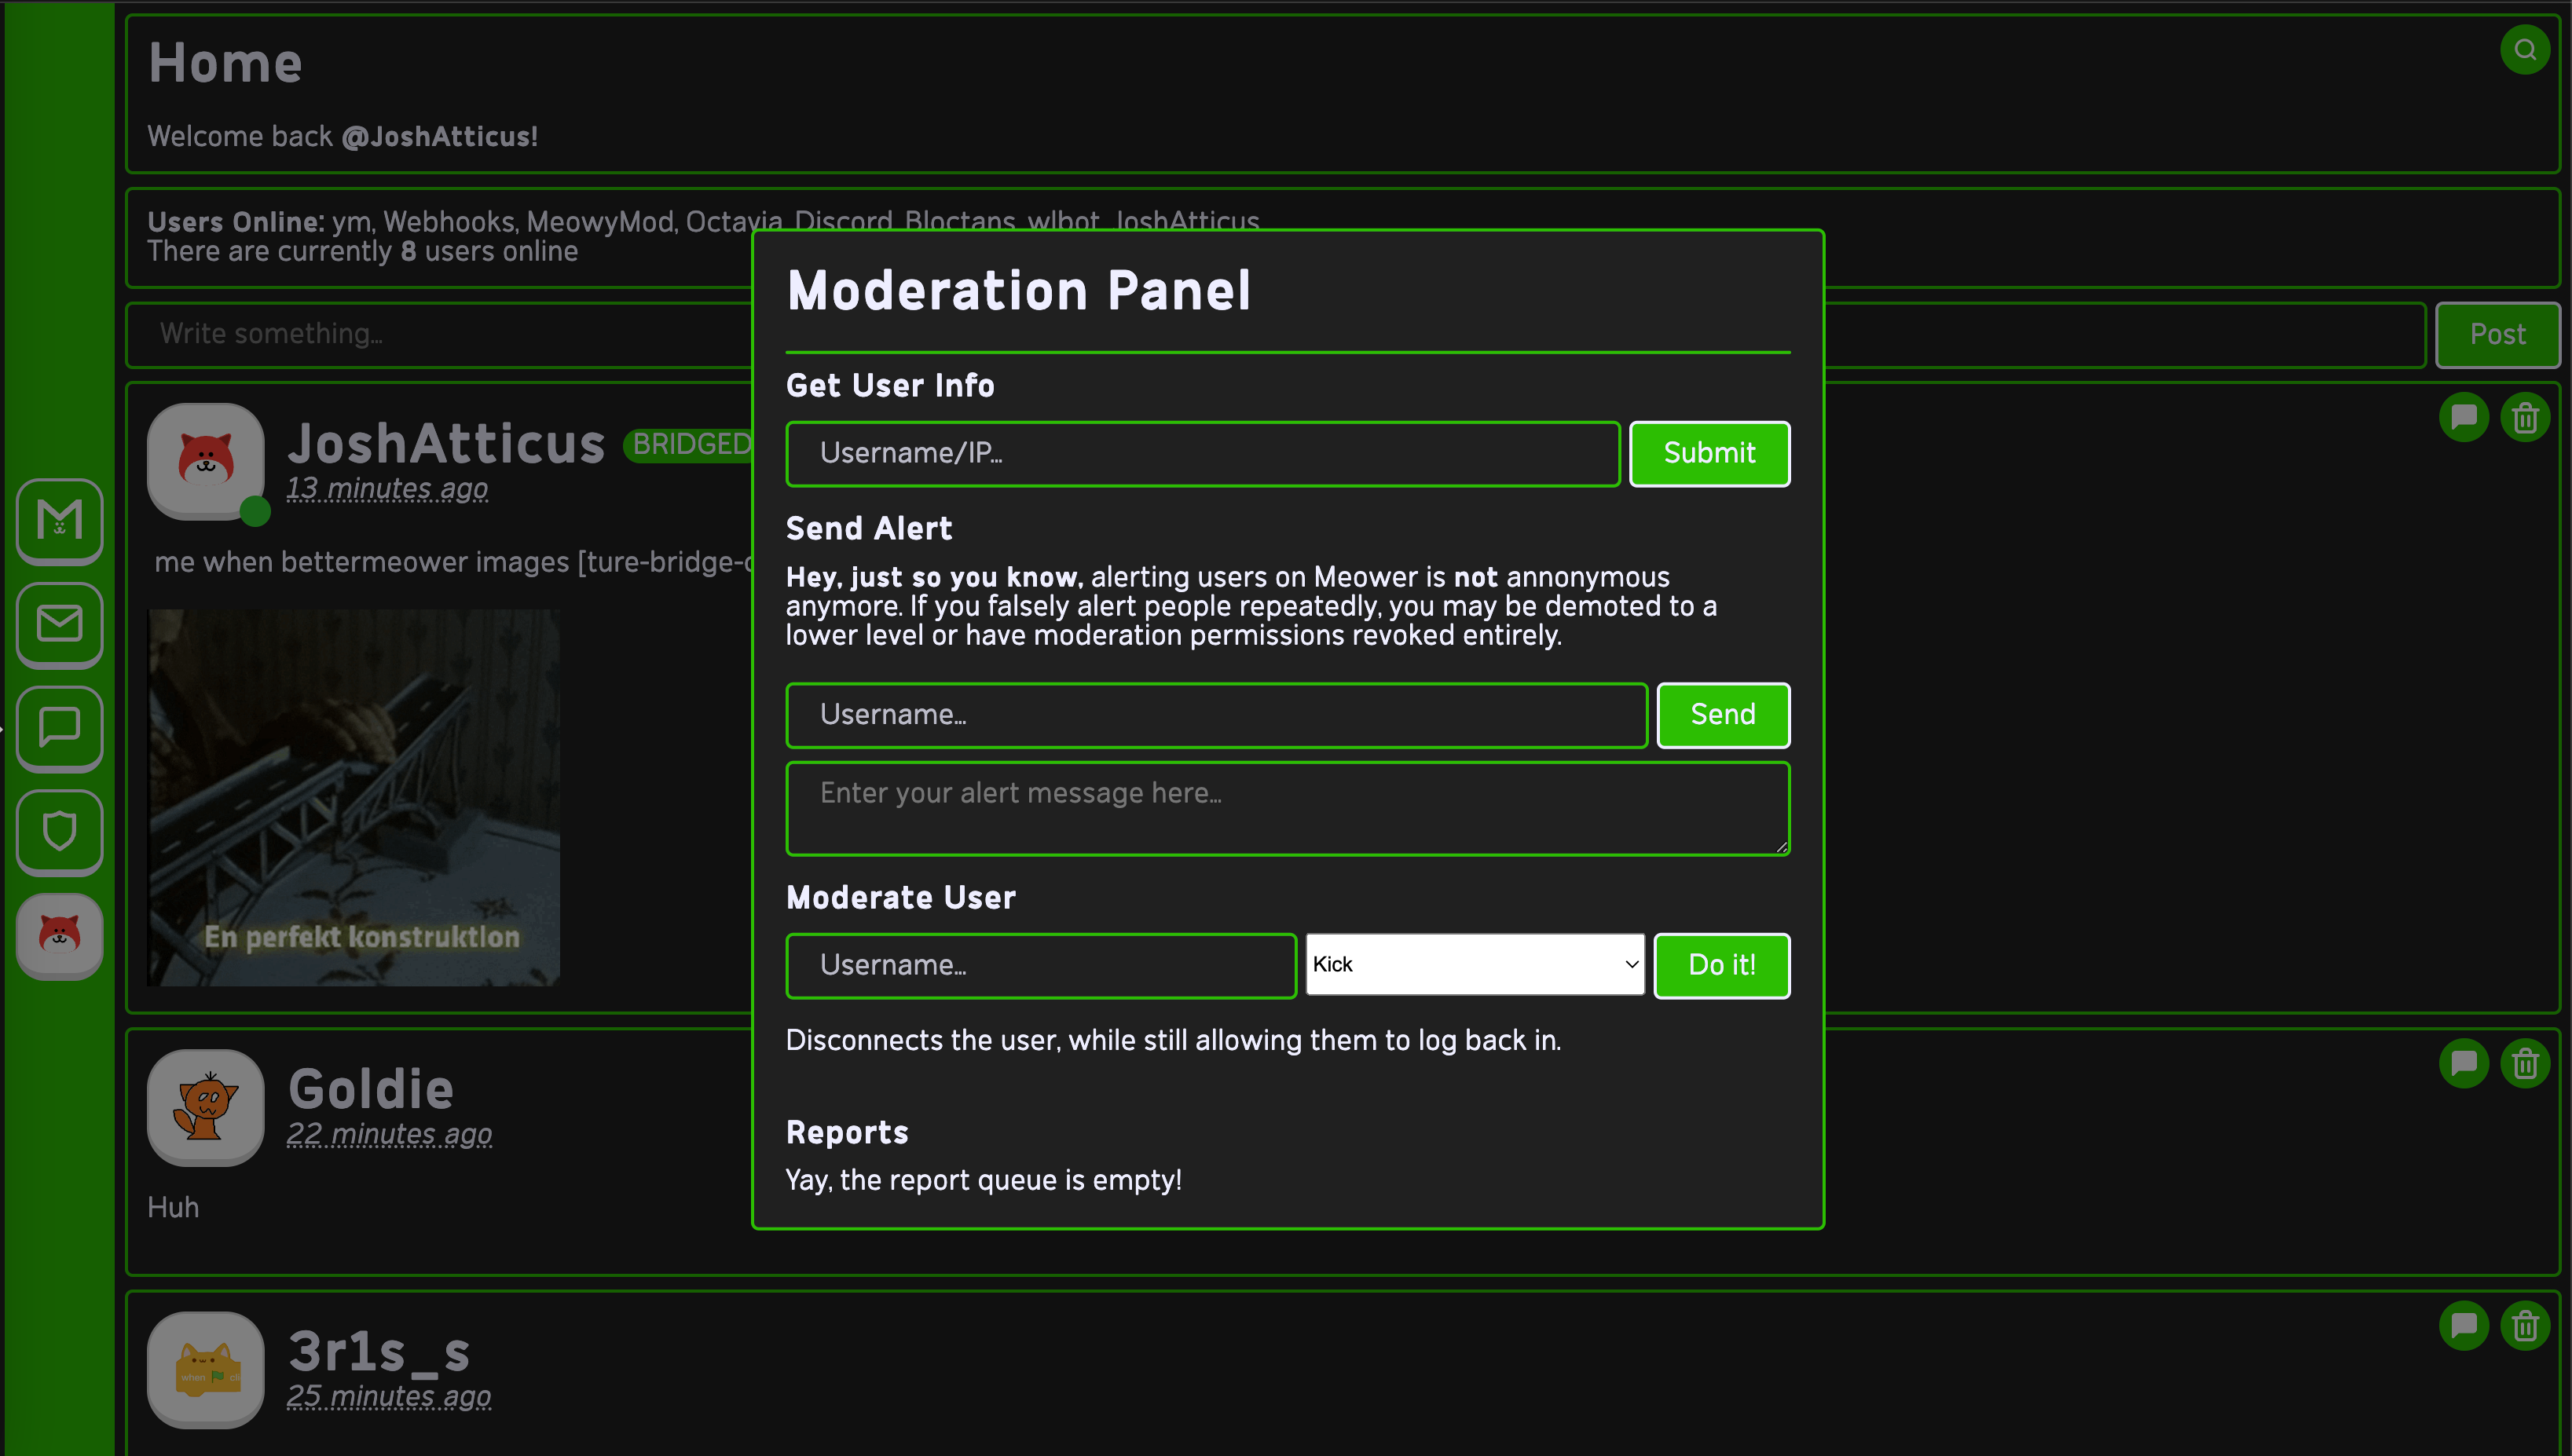 Home
Welcome back @JoshAtticus!
Users Online: ym, Webhooks, MeowyMod, Octavia, Discord, Bloctans, wlbot, JoshAtticus
There are currently 8 users online
Write something...
Post
JoshAtticus BRIDGED
13 minutes ago
me when bettermeower images [ture-bridge-
En perfekt konstruktion
Goldie
22 minutes ago
Huh
3r1s_s
25 minutes ago
when
Moderation Panel
Get User Info
Username/IP...
Submit
Send Alert
Hey, just so you know, alerting users on Meower is not annonymous
anymore. If you falsely alert people repeatedly, you may be demoted to a
lower level or have moderation permissions revoked entirely.
Username...
Send
Enter your alert message here...
Moderate User
Username...
Kick
Do it!
Disconnects the user, while still allowing them to log back in.
Reports
Yay, the report queue is empty!